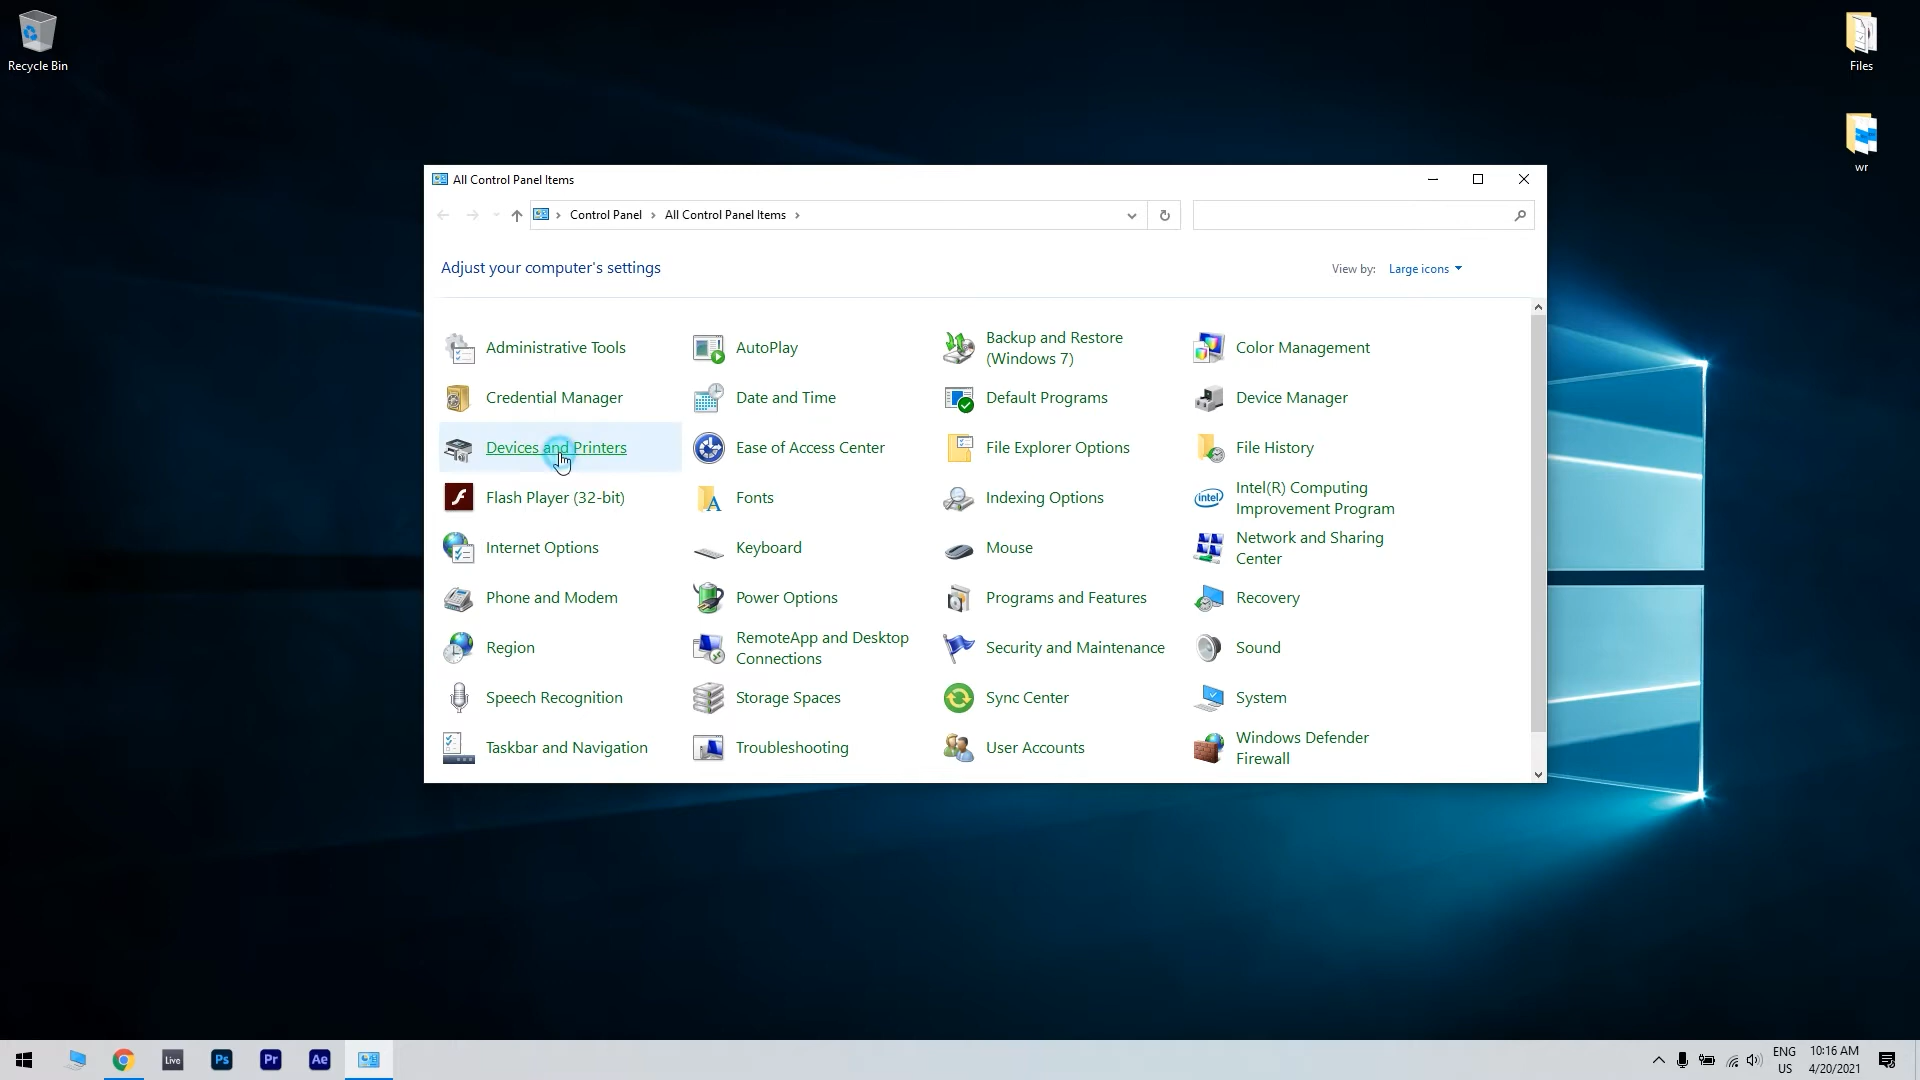 Recycle Bin
Files
wr
All Control Panel Items
Control Panel
All Control Panel Items
Adjust your computer's settings
View by:
Large icons
Administrative Tools
AutoPlay
Backup and Restore
(Windows 7)
Color Management
Credential Manager
Date and Time
Default Programs
Device Manager
Devices and Printers
Ease of Access Center
File Explorer Options
File History
Flash Player (32-bit)
Fonts
Indexing Options
intel
Intel(R) Computing
Improvement Program
Internet Options
Keyboard
Mouse
Network and Sharing
Center
Phone and Modem
Power Options
Programs and Features
Recovery
Region
RemoteApp and Desktop
Connections
Security and Maintenance
Sound
Speech Recognition
Storage Spaces
Sync Center
System
Taskbar and Navigation
Troubleshooting
User Accounts
Windows Defender
Firewall
Live
Ps
Pr
Ae
ENG
US
10:16 AM
4/20/2021